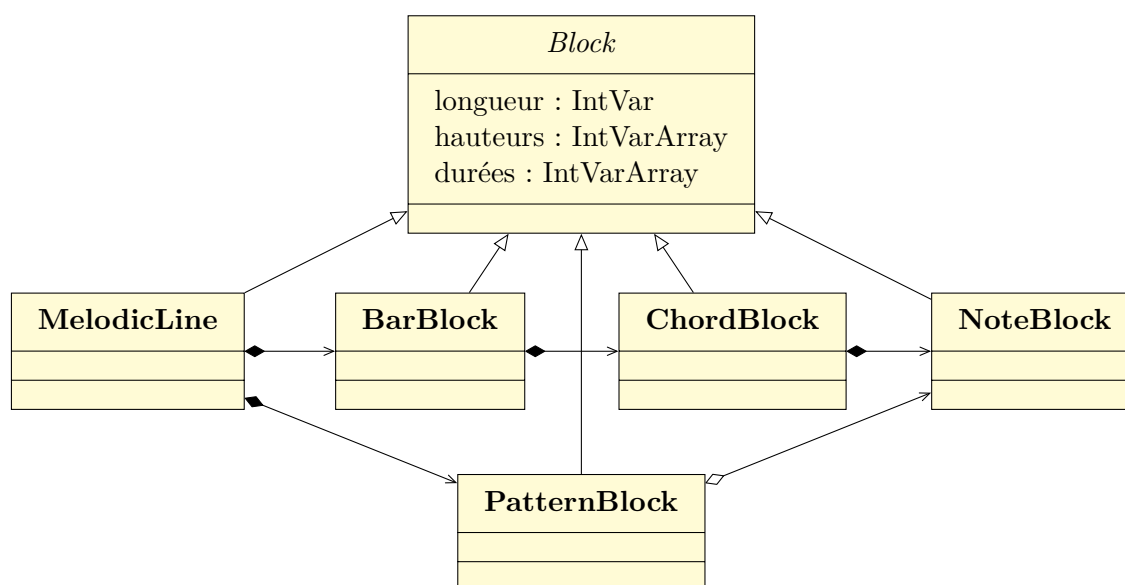 Block
longueur : IntVar
hauteurs : IntVarArray
durées : IntVarArray
MelodicLine
BarBlock
ChordBlock
NoteBlock
PatternBlock